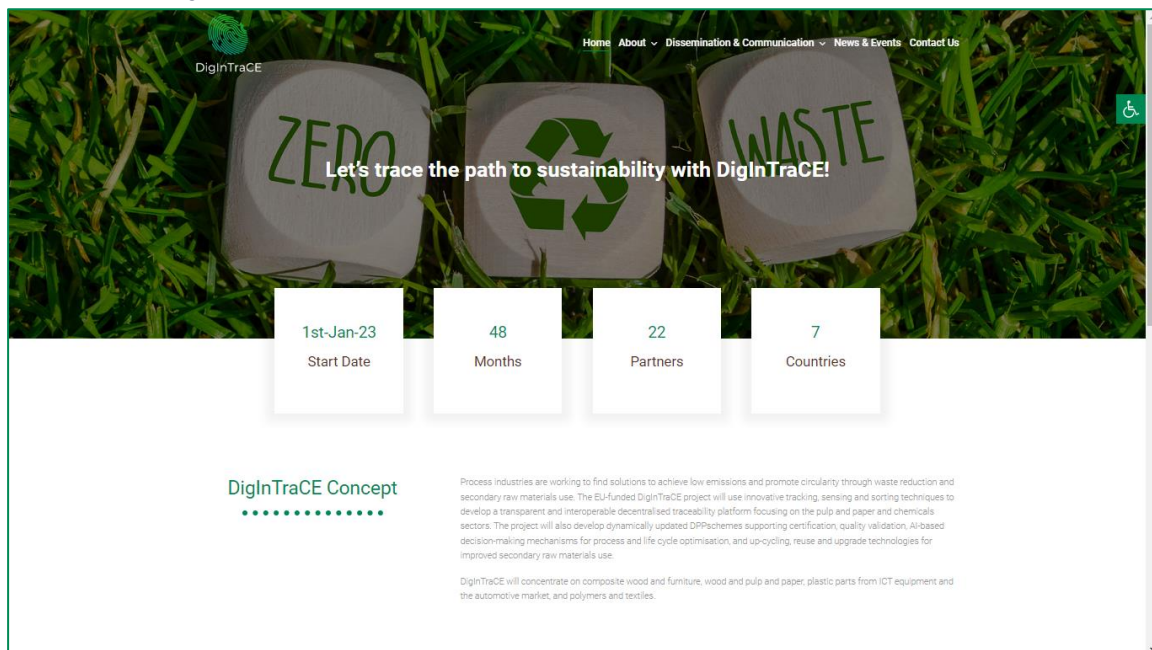 DigInTraCE
Home About Dissemination & Communication News & Events Contact Us
ZERO
WASTE
Let's trace the path to sustainability with DigInTraCE!
1st-Jan-23
Start Date
48
Months
22
Partners
7
Countries
DigInTraCE Concept
Process industries are working to find solutions to achieve low emissions and promote circularity through waste reduction and
secondary raw materials use. The EU-funded DigInTraCE project will use innovative tracking, sensing and sorting techniques to
develop a transparent and interoperable decentralised traceability platform focusing on the pulp and paper and chemicals
sectors. The project will also develop dynamically updated DPPschemes supporting certification, quality validation, AI-based
decision-making mechanisms for process and life cycle optimisation, and up-cycling, reuse and upgrade technologies for
improved secondary raw materials use.
DigInTraCE will concentrate on composite wood and furniture, wood and pulp and paper, plastic parts from ICT equipment and
the automotive market, and polymers and textiles.